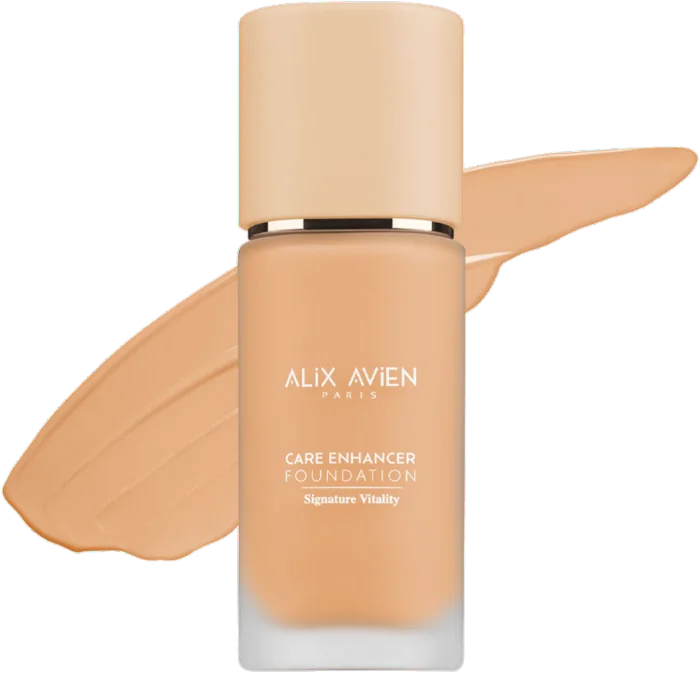 ALiX AViEN
PARIS
CARE ENHANCER
FOUNDATION
Signature Vitality